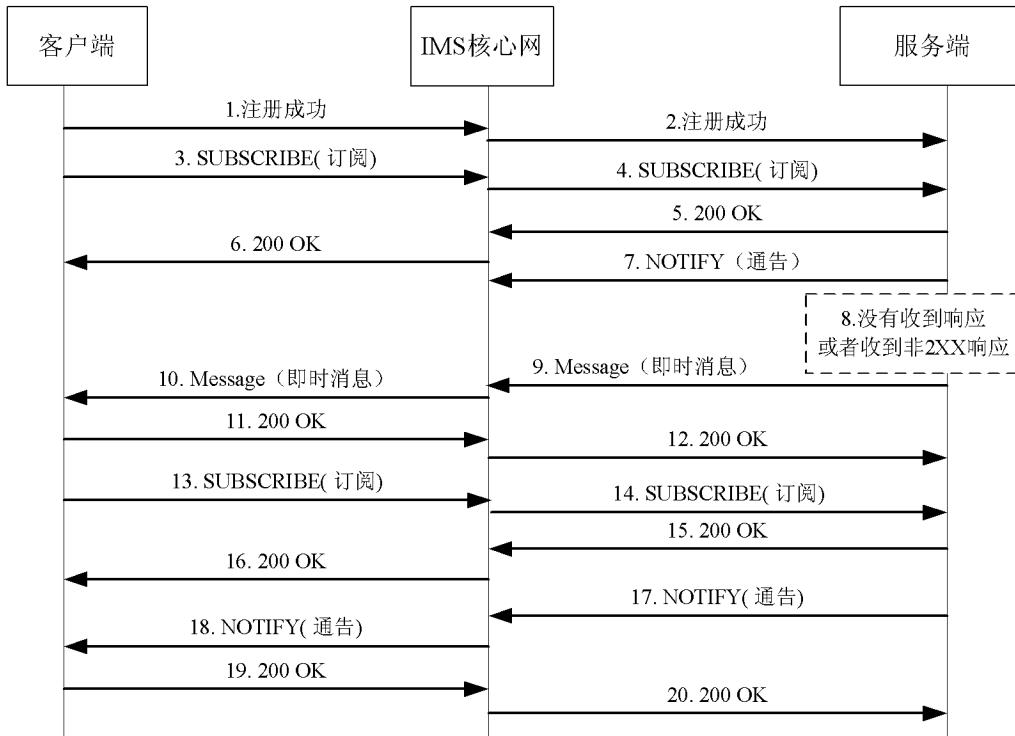 客户端
IMS核心网
服务端
1.注册成功
2.注册成功
3. SUBSCRIBE( 订阅)
4. SUBSCRIBE( 订阅)
5. 200 OK
6. 200 OK
7. NOTIFY（通告）
8.没有收到响应
或者收到非2XX响应
9. Message（即时消息）
10. Message（即时消息）
11. 200 OK
12. 200 OK
13. SUBSCRIBE( 订阅)
14. SUBSCRIBE( 订阅)
15. 200 OK
16. 200 OK
17. NOTIFY( 通告)
18. NOTIFY( 通告)
19. 200 OK
20. 200 OK